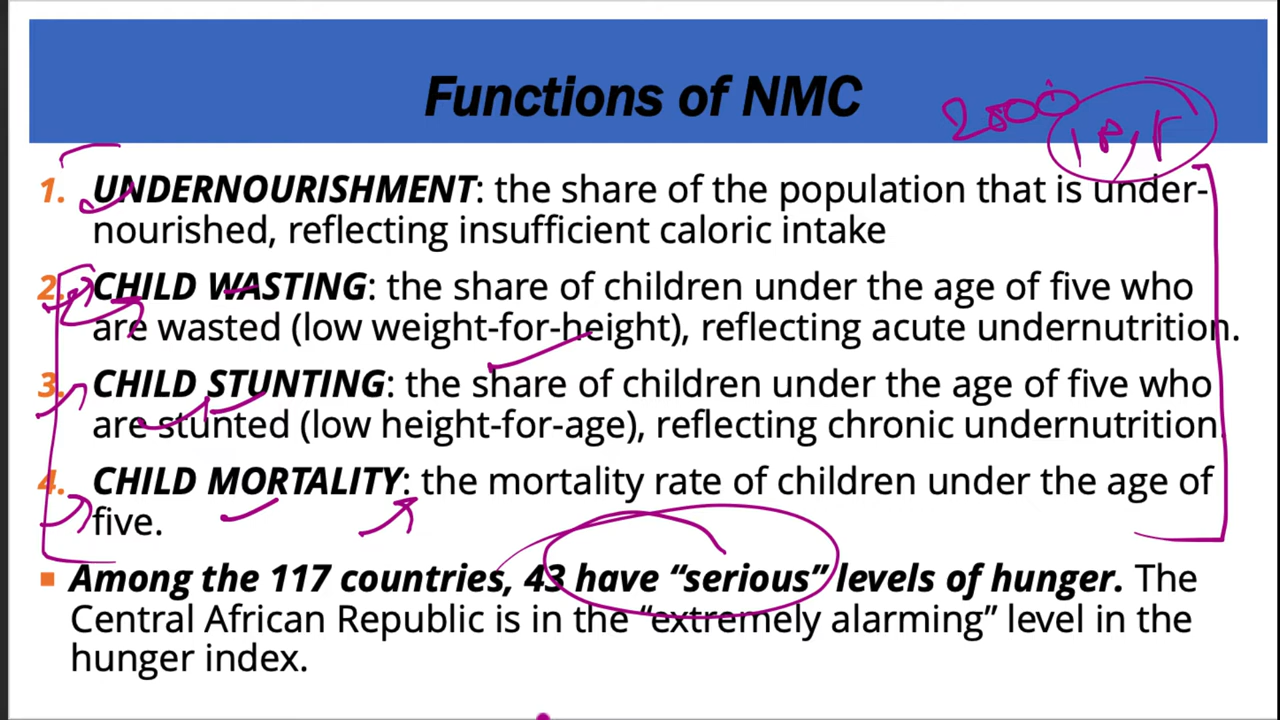 Functions of NMC
1. UNDERNOURISHMENT: the share of the population that is under-
nourished, reflecting insufficient caloric intake
2. CHILD WASTING: the share of children under the age of five who
are wasted (low weight-for-height), reflecting acute undernutrition.
3. CHILD STUNTING: the share of children under the age of five who
are stunted (low height-for-age), reflecting chronic undernutrition.
4. CHILD MORTALITY: the mortality rate of children under the age of
five.
■ Among the 117 countries, 43 have “serious” levels of hunger. The
Central African Republic is in the “extremely alarming” level in the
hunger index.